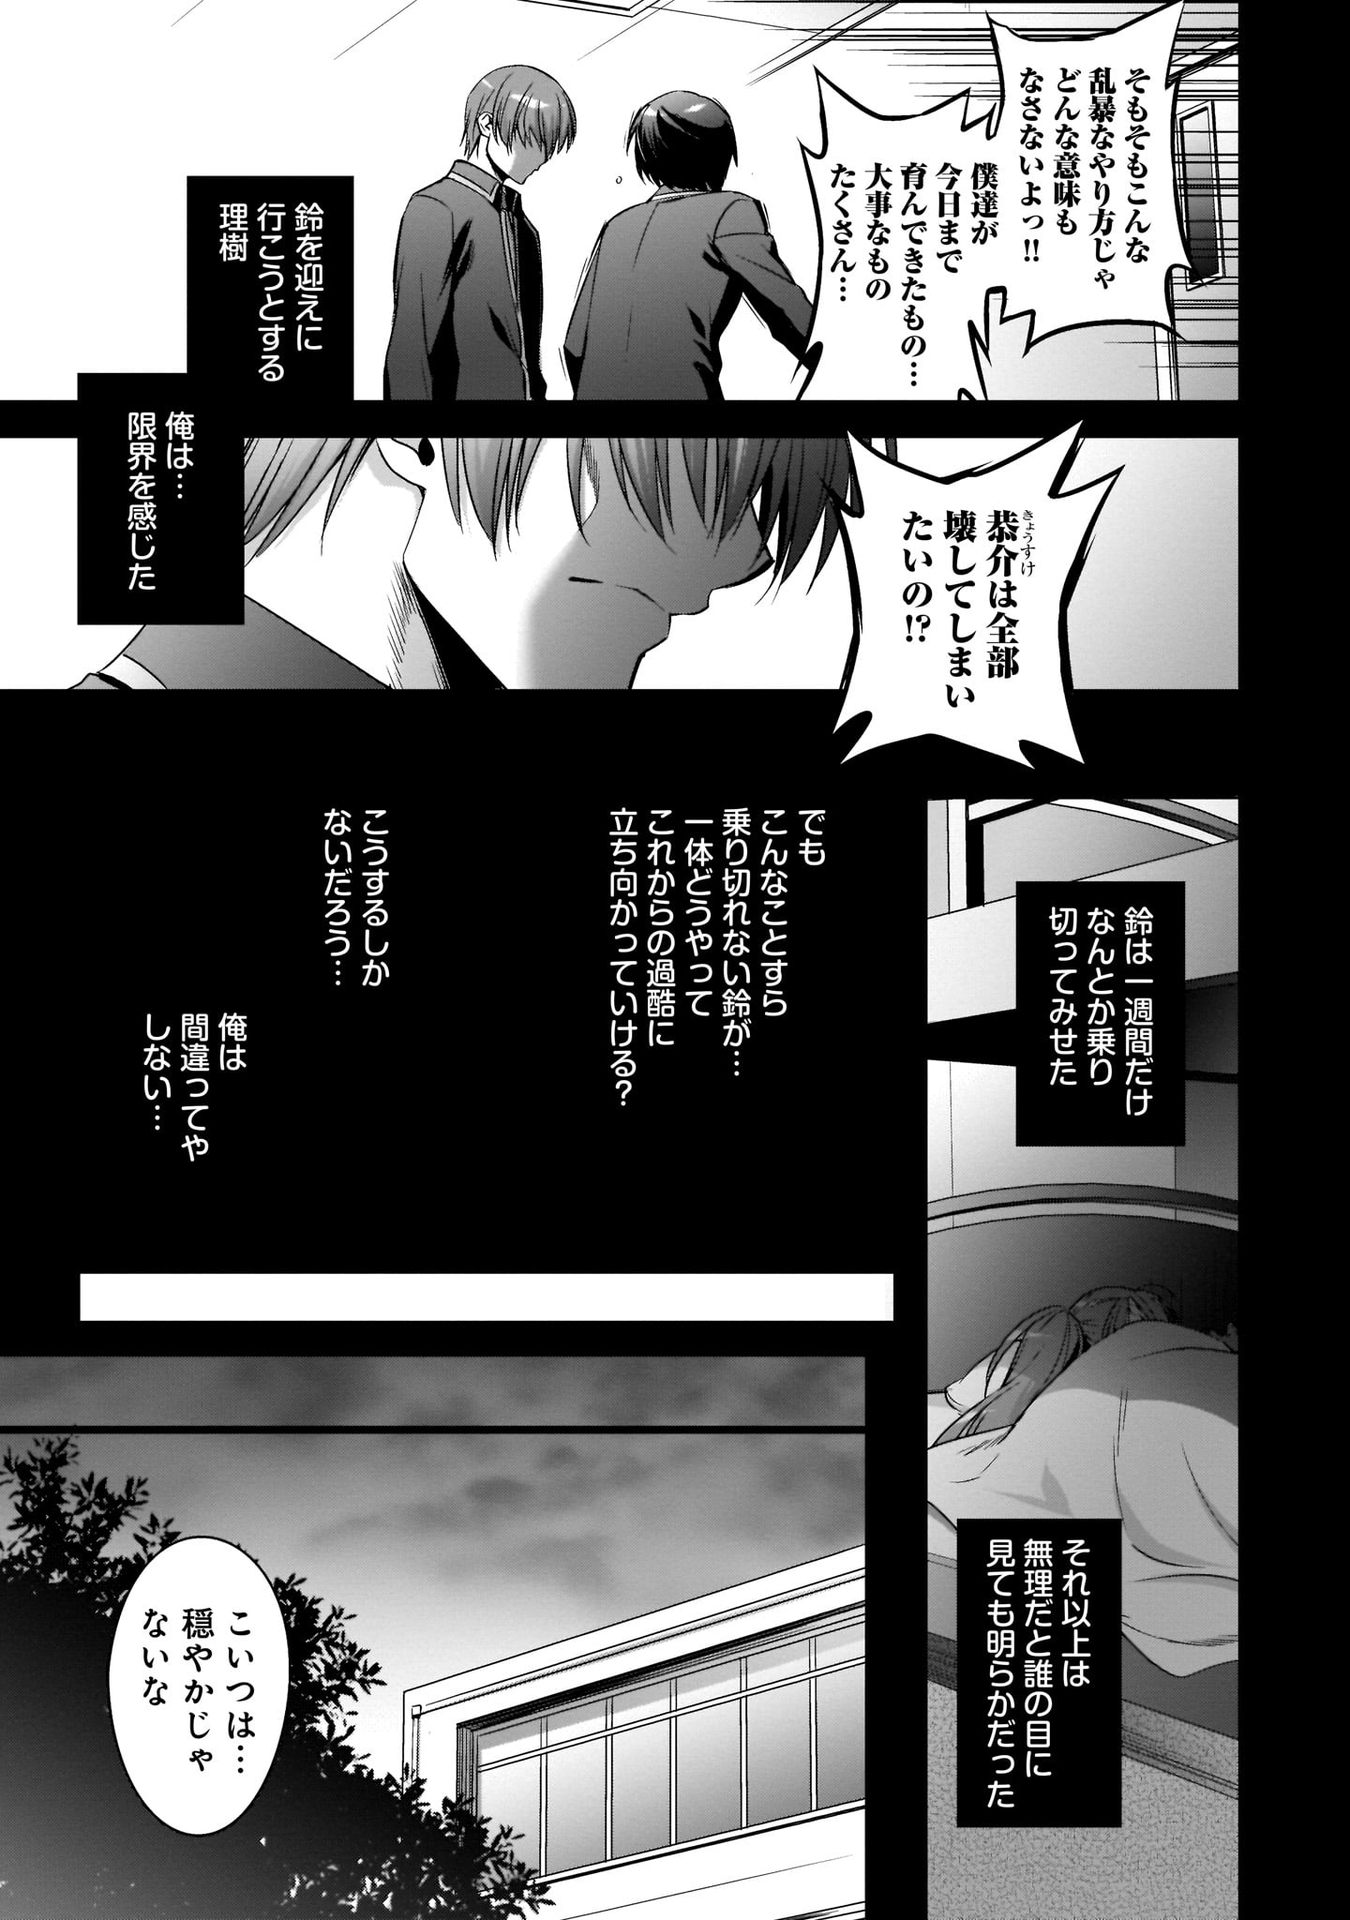 そもそもこんな
乱暴なやり方じゃ
どんな意味も
なさないよっ!!
僕達が
今日まで
育んできたもの…
大事なもの
たくさん…
鈴を迎えに
行こうとする
理樹
きょうすけ
恭介は全部
壊してしまい
たいの!?
俺は…
限界を感じた
鈴は一週間だけ
なんとか乗り
切ってみせた
それ以上は
無理だと誰の目に
見ても明らかだった
でも
こんなことすら
乗り切れない鈴が…
一体どうやって
これからの過酷に
立ち向かっていける?
こうするしか
ないだろう…
俺は
間違ってや
しない…
こいつは…
穏やかじゃ
ないな